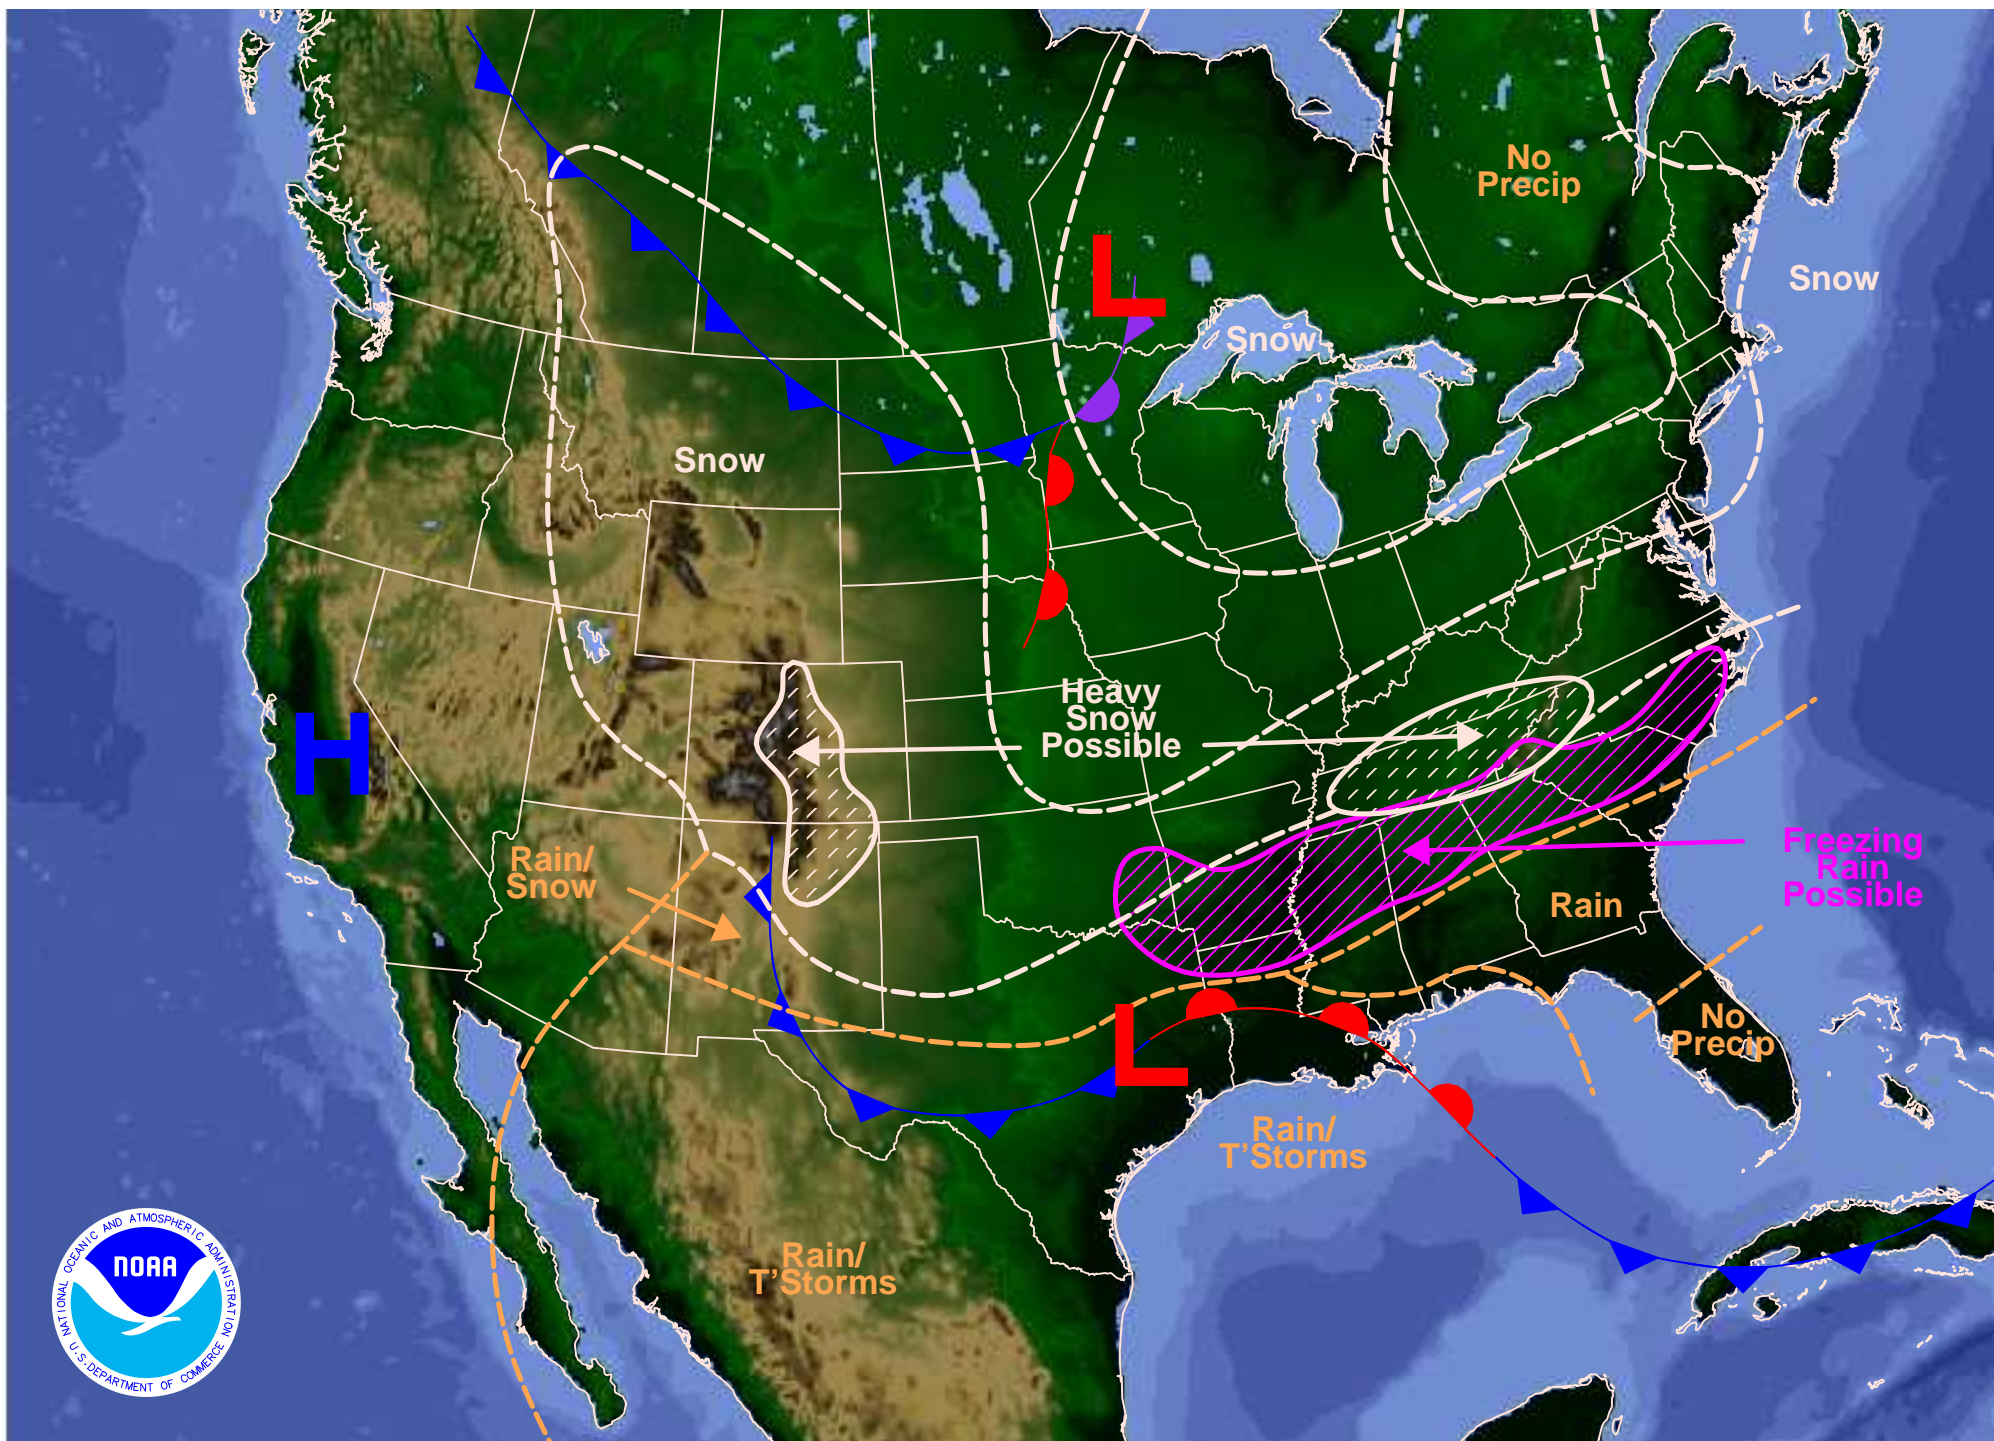 No
Precip
L
Snow
Snow
Snow
Heavy
Snow
Possible
H
Rain/
Snow
Freezing
Rain
Possible
Rain
No
Precip
L
Rain/
T'Storms
Rain/
T'Storms
NATIONAL OCEANIC AND ATMOSPHERIC ADMINISTRATION
NOAA
U.S. DEPARTMENT OF COMMERCE